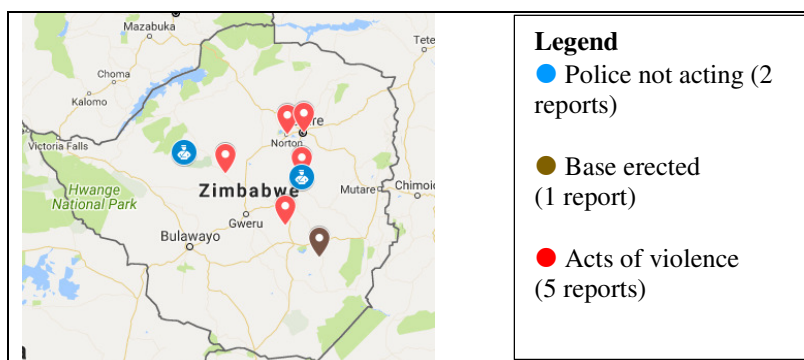 Mazabuka
Tete
Choma
Kalomo
Norton
Victoria Falls
Hwange
National Park
Zimbabwe
Mutare
Chimoio
Gweru
Bulawayo
Legend
Police not acting (2
reports)
Base erected
(1 report)
Acts of violence
(5 reports)